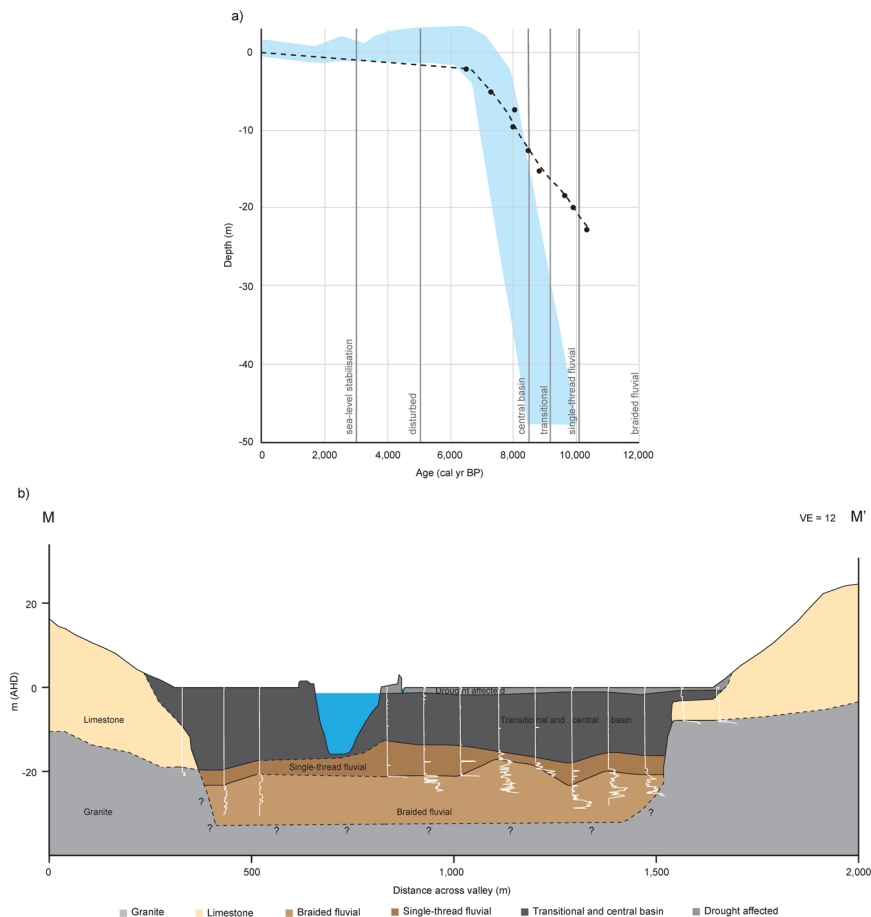 a)
0
-10
-20
-30
-40
-50
Depth (m)
sea-level stabilisation
disturbed
central basin
transitional
single-thread fluvial
braided fluvial
0
2,000
4,000
6,000
8,000
10,000
12,000
Age (cal yr BP)
b)
M
VE = 12
M'
20
0
-20
m (AHD)
Drought affected
Limestone
Transitional and central basin
Single-thread fluvial
Granite
Braided fluvial
? ? ? ? ? ? ? ?
0
500
1,000
1,500
2,000
Distance across valley (m)
Granite
Limestone
Braided fluvial
Single-thread fluvial
Transitional and central basin
Drought affected